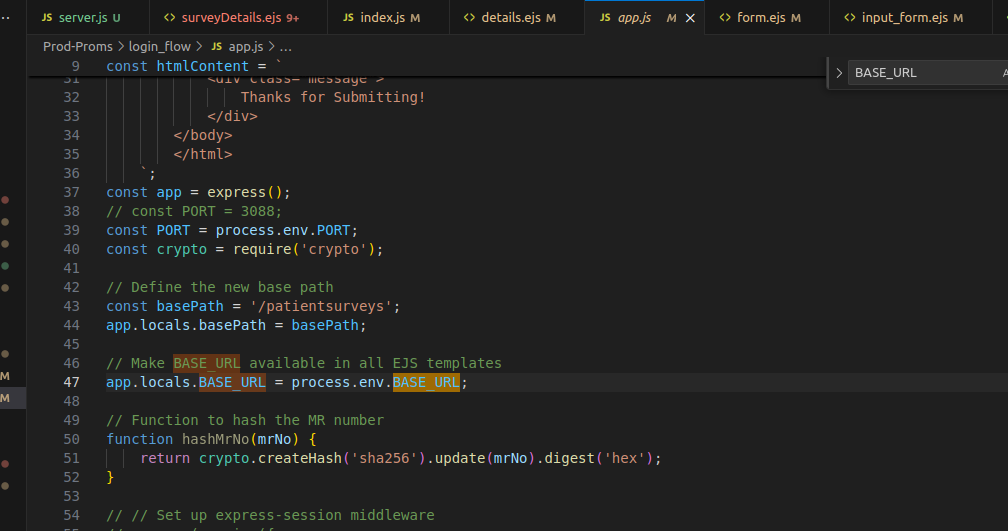 server.js U surveyDetails.ejs 9+ index.js M details.ejs M app.js M form.ejs M input_form.ejs M
Prod-Proms > login_flow > JS app.js > ...
BASE_URL
9 const htmlContent = `
31 <div class="message">
32 Thanks for Submitting!
33 </div>
34 </body>
35 </html>
36 `;
37 const app = express();
38 // const PORT = 3088;
39 const PORT = process.env.PORT;
40 const crypto = require('crypto');
41
42 // Define the new base path
43 const basePath = '/patientsurveys';
44 app.locals.basePath = basePath;
45
46 // Make BASE_URL available in all EJS templates
47 app.locals.BASE_URL = process.env.BASE_URL;
48
49 // Function to hash the MR number
50 function hashMrNo(mrNo) {
51 return crypto.createHash('sha256').update(mrNo).digest('hex');
52 }
53
54 // // Set up express-session middleware
M
M